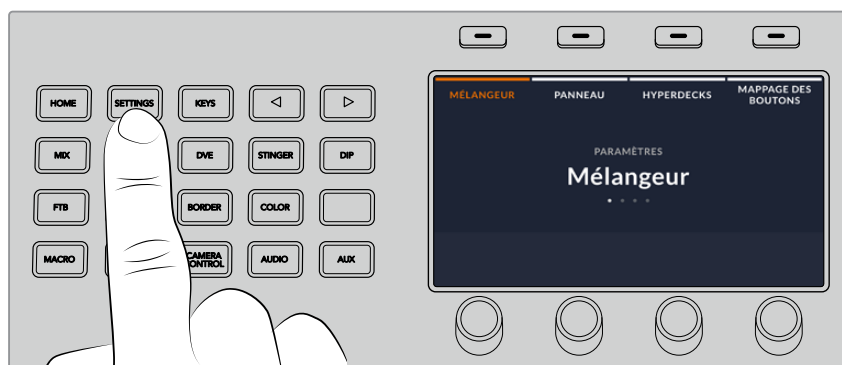 HOME SETTINGS KEYS
MIX DVE STINGER DIP
FTB BORDER COLOR
MACRO CAMERA CONTROL AUDIO AUX
MÉLANGEUR PANNEAU HYPERDECKS MAPPAGE DES BOUTONS
PARAMÈTRES
Mélangeur